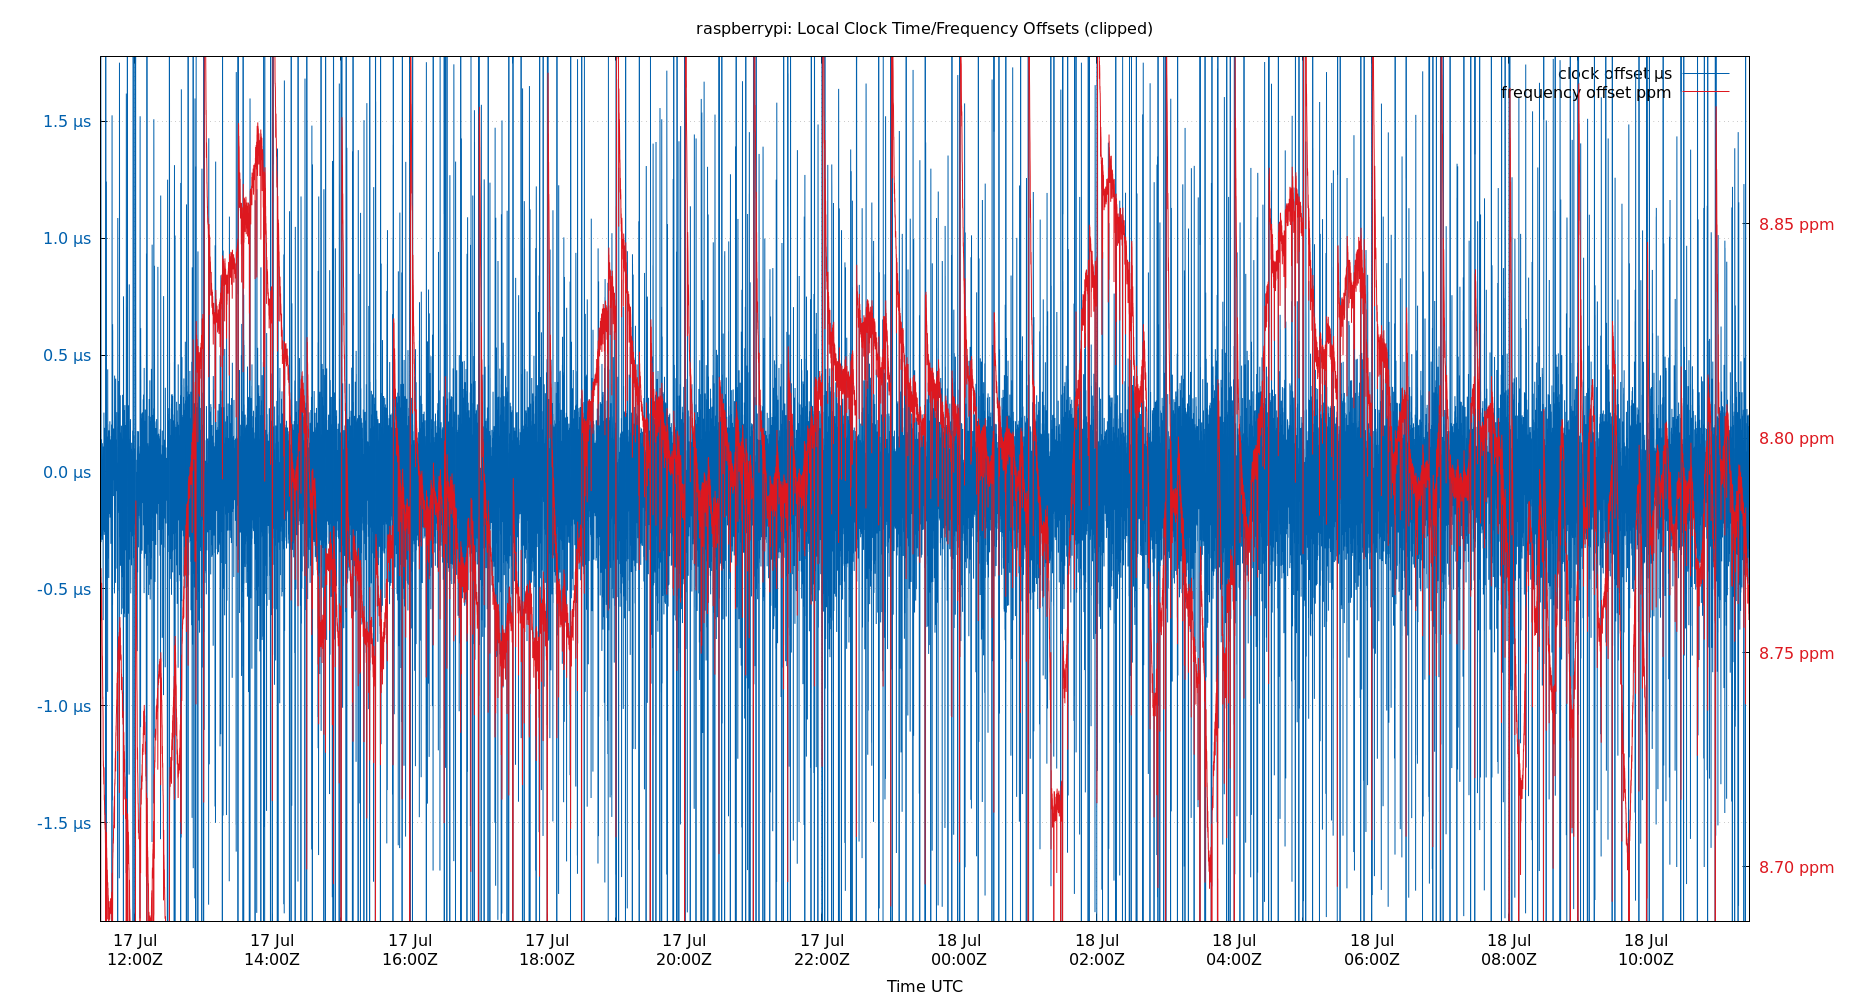 raspberrypi: Local Clock Time/Frequency Offsets (clipped)
clock offset µs
frequency offset ppm
1.5 µs
1.0 µs
0.5 µs
0.0 µs
-0.5 µs
-1.0 µs
-1.5 µs
8.85 ppm
8.80 ppm
8.75 ppm
8.70 ppm
17 Jul 17 Jul 17 Jul 17 Jul 17 Jul 17 Jul 18 Jul 18 Jul 18 Jul 18 Jul 18 Jul 18 Jul
12:00Z 14:00Z 16:00Z 18:00Z 20:00Z 22:00Z 00:00Z 02:00Z 04:00Z 06:00Z 08:00Z 10:00Z
Time UTC